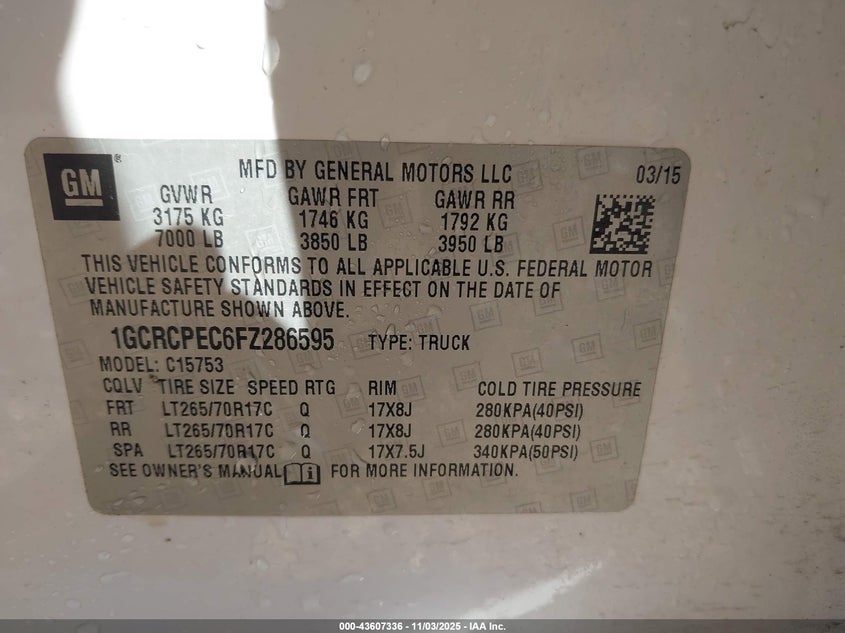 GM ®
MFD BY GENERAL MOTORS LLC 03/15
GVWR GAWR FRT GAWR RR
3175 KG 1746 KG 1792 KG
7000 LB 3850 LB 3950 LB
THIS VEHICLE CONFORMS TO ALL APPLICABLE U.S. FEDERAL MOTOR
VEHICLE SAFETY STANDARDS IN EFFECT ON THE DATE OF
MANUFACTURE SHOWN ABOVE.
1GCRCPEC6FZ286595 TYPE: TRUCK
MODEL: C15753
CQLV TIRE SIZE SPEED RTG RIM COLD TIRE PRESSURE
FRT LT265/70R17C Q 17X8J 280KPA(40PSI)
RR LT265/70R17C Q 17X8J 280KPA(40PSI)
SPA LT265/70R17C Q 17X7.5J 340KPA(50PSI)
SEE OWNER'S MANUAL i FOR MORE INFORMATION.
000-43607336 - 11/03/2025 - IAA Inc.